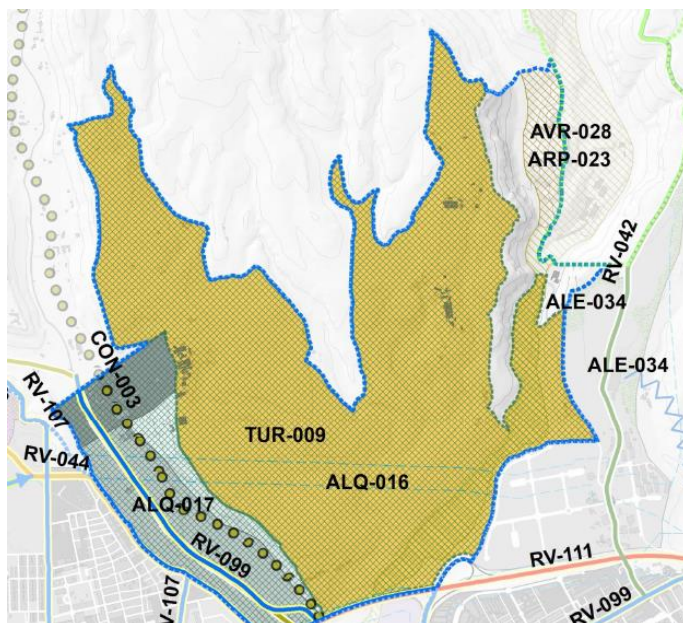 AVR-028
ARP-023
RV-042
ALE-034
ALE-034
CON-003
RV-107
TUR-009
RV-044
ALQ-016
ALQ-017
RV-099
RV-111
RV-107
RV-099